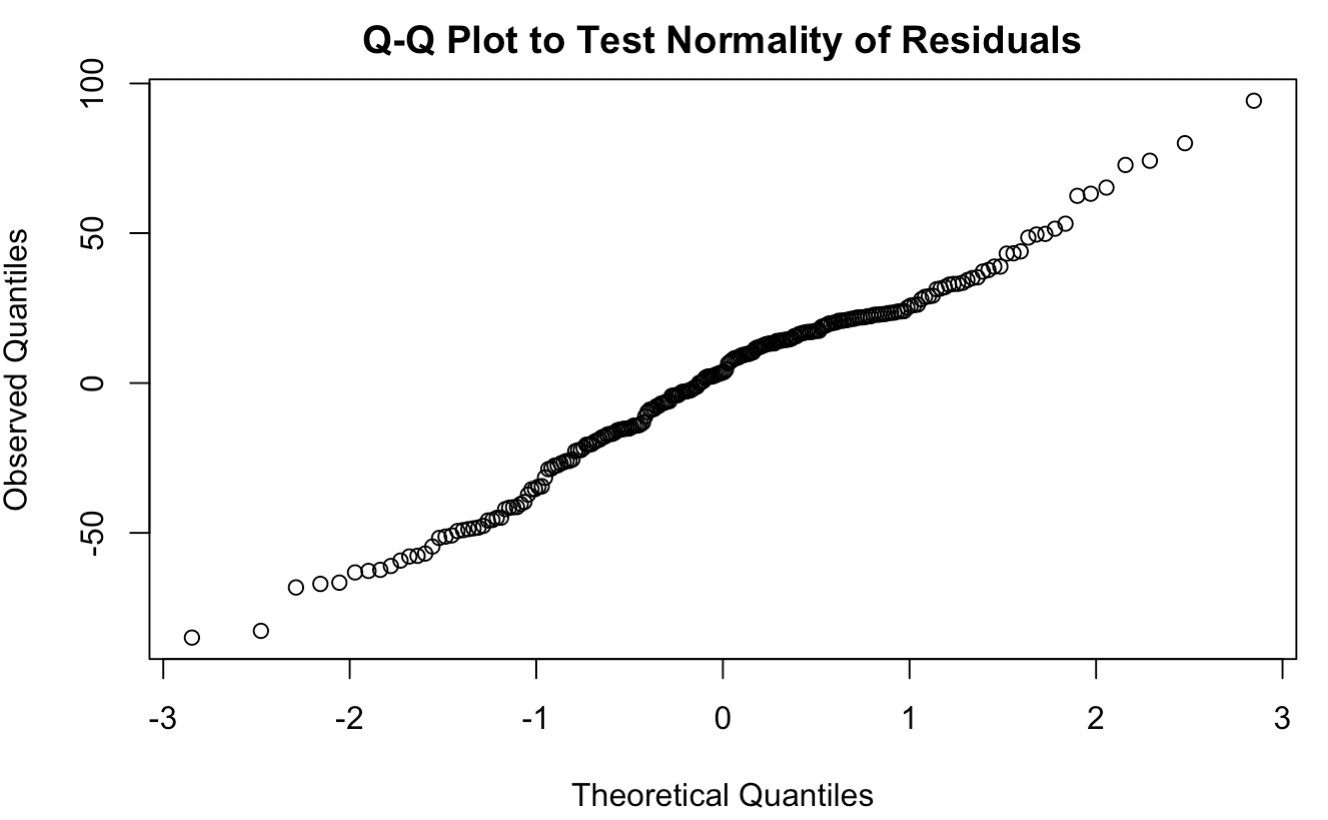 Q-Q Plot to Test Normality of Residuals
100
50
0
-50
Observed Quantiles
-3 -2 -1 0 1 2 3
Theoretical Quantiles